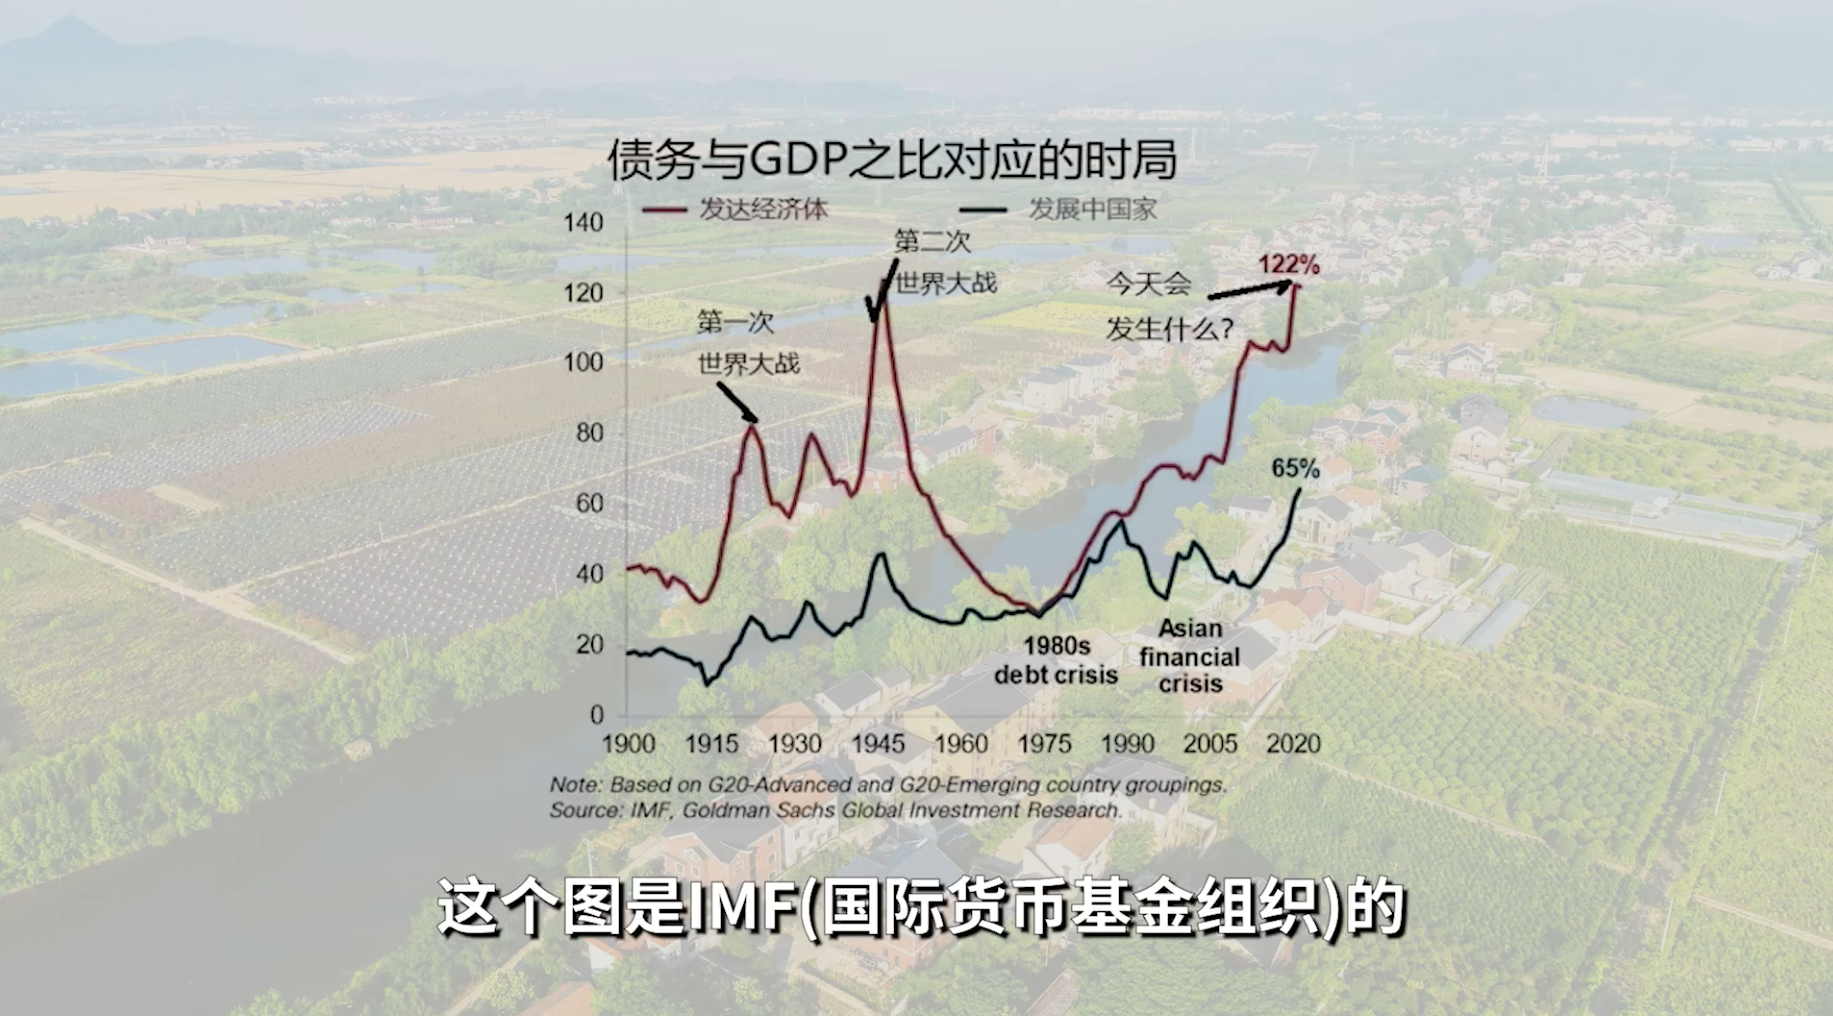 债务与GDP之比对应的时局
发达经济体
发展中国家
140
120
100
80
60
40
20
0
第一次
世界大战
第二次
世界大战
今天会
发生什么?
122%
65%
1980s
debt crisis
Asian
financial
crisis
1900 1915 1930 1945 1960 1975 1990 2005 2020
Note: Based on G20-Advanced and G20-Emerging country groupings.
Source: IMF, Goldman Sachs Global Investment Research.
这个图是IMF(国际货币基金组织)的